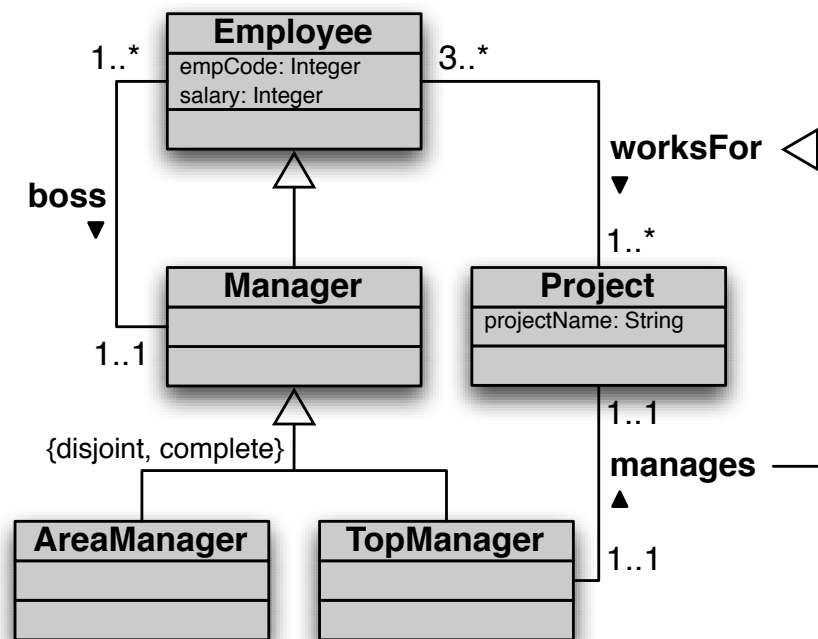 Employee
1..*
3..*
empCode: Integer
salary: Integer
worksFor
boss
1..*
Manager
Project
projectName: String
1..1
1..1
{disjoint, complete}
manages
AreaManager
TopManager
1..1